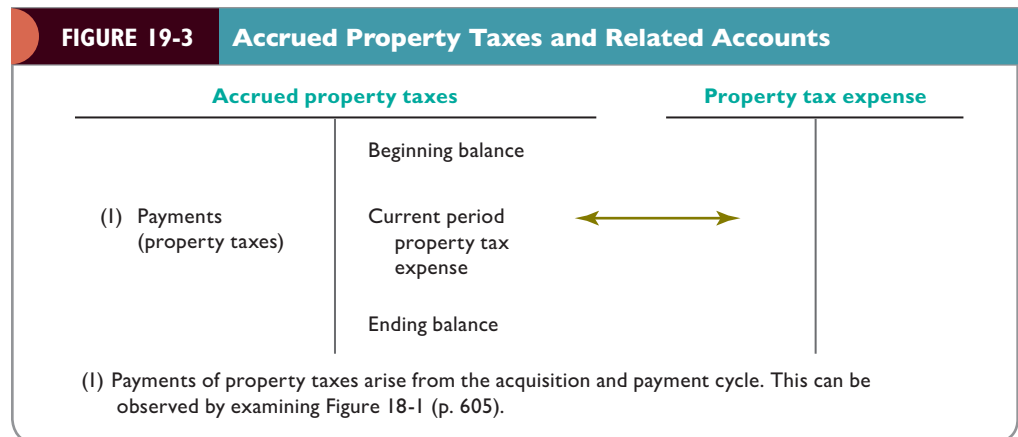 FIGURE 19-3 Accrued Property Taxes and Related Accounts
Accrued property taxes
Property tax expense
Beginning balance
(1) Payments
(property taxes)
Current period
property tax
expense
Ending balance
(1) Payments of property taxes arise from the acquisition and payment cycle. This can be
observed by examining Figure 18-1 (p. 605).